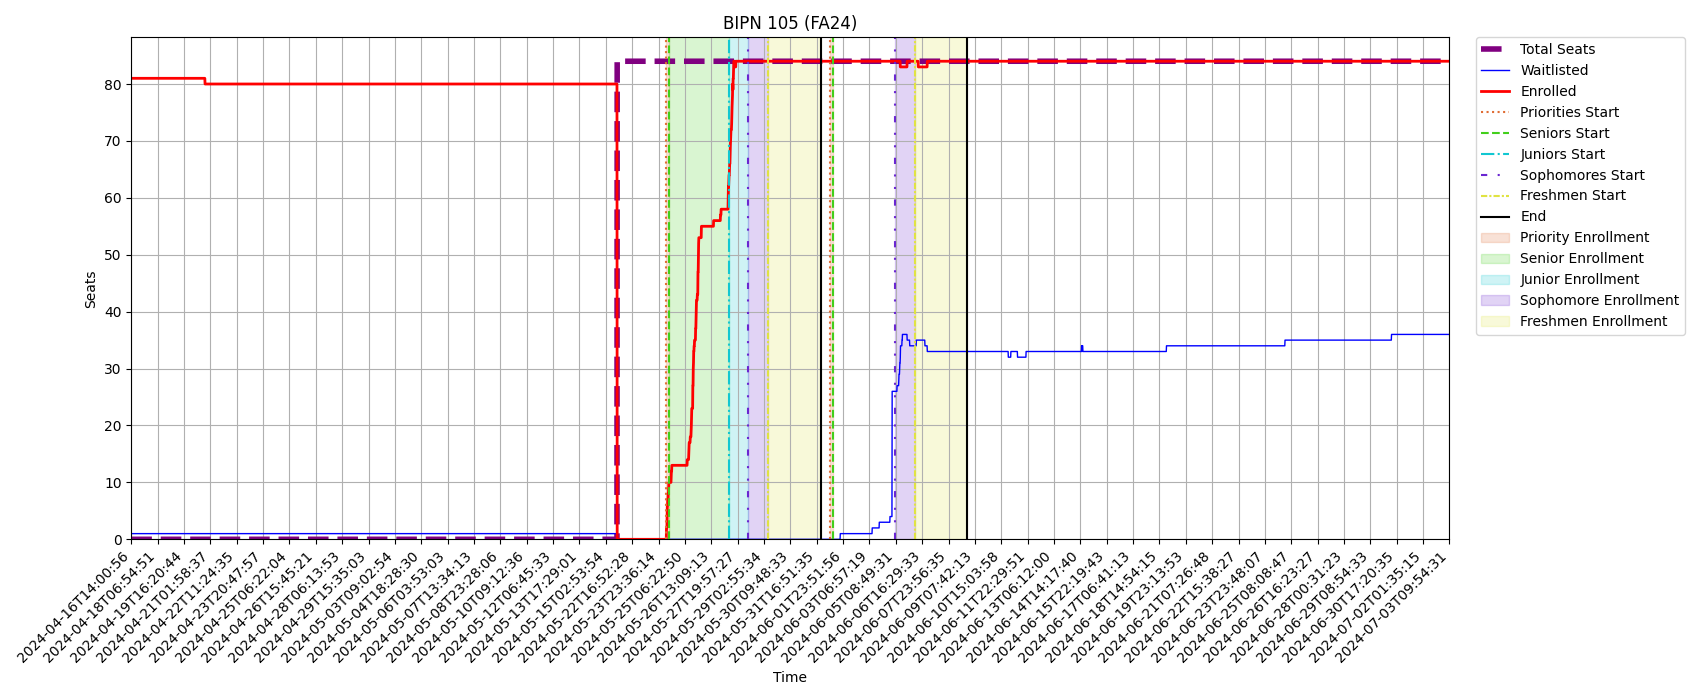 BIPN 105 (FA24)
Seats
80
70
60
50
40
30
20
10
0
2024-04-16T14:00:56
2024-04-18T06:54:51
2024-04-19T16:20:44
2024-04-21T01:58:37
2024-04-22T11:24:35
2024-04-23T20:47:57
2024-04-25T06:22:04
2024-04-26T15:45:21
2024-04-28T06:13:53
2024-04-29T15:35:03
2024-05-03T09:02:54
2024-05-04T18:28:30
2024-05-06T03:53:03
2024-05-07T13:34:13
2024-05-08T23:28:06
2024-05-10T09:12:36
2024-05-12T06:45:33
2024-05-13T17:29:01
2024-05-15T02:53:54
2024-05-22T16:52:28
2024-05-23T23:36:14
2024-05-25T06:22:50
2024-05-26T13:09:13
2024-05-27T19:57:27
2024-05-29T02:55:34
2024-05-30T09:48:33
2024-05-31T16:51:35
2024-06-01T23:51:56
2024-06-03T06:57:19
2024-06-05T08:49:31
2024-06-06T16:29:33
2024-06-07T23:56:35
2024-06-09T07:42:13
2024-06-10T15:03:58
2024-06-11T22:29:51
2024-06-13T06:12:00
2024-06-14T14:17:40
2024-06-15T22:19:43
2024-06-17T06:41:13
2024-06-18T14:54:15
2024-06-19T23:13:53
2024-06-21T07:26:48
2024-06-22T15:38:27
2024-06-23T23:48:07
2024-06-25T08:08:47
2024-06-26T16:23:27
2024-06-28T00:31:23
2024-06-29T08:54:33
2024-06-30T17:20:35
2024-07-02T01:35:15
2024-07-03T09:54:31
Time
Total Seats
Waitlisted
Enrolled
Priorities Start
Seniors Start
Juniors Start
Sophomores Start
Freshmen Start
End
Priority Enrollment
Senior Enrollment
Junior Enrollment
Sophomore Enrollment
Freshmen Enrollment